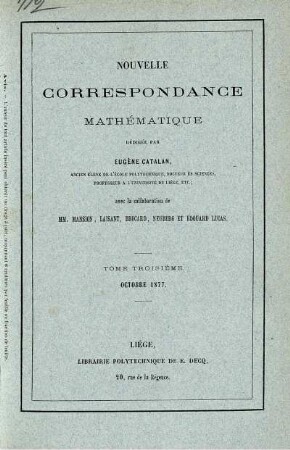 NOUVELLE
CORRESPONDANCE
MATHÉMATIQUE
RÉDIGÉE PAR
EUGÈNE CATALAN,
ANCIEN ÉLÈVE DE L'ÉCOLE POLYTECHNIQUE, DOCTEUR ÈS SCIENCES,
PROFESSEUR A L'UNIVERSITÉ DE LIÉGE, ETC.;
avec la collaboration de
MM. MANSION, LAISANT, BROCARD, NEUBERG ET EDOUARD LUCAS.
TOME TROISIÈME
OCTOBRE 1877.
LIÉGE,
LIBRAIRIE POLYTECHNIQUE DE E. DECQ,
20, rue de la Régence.